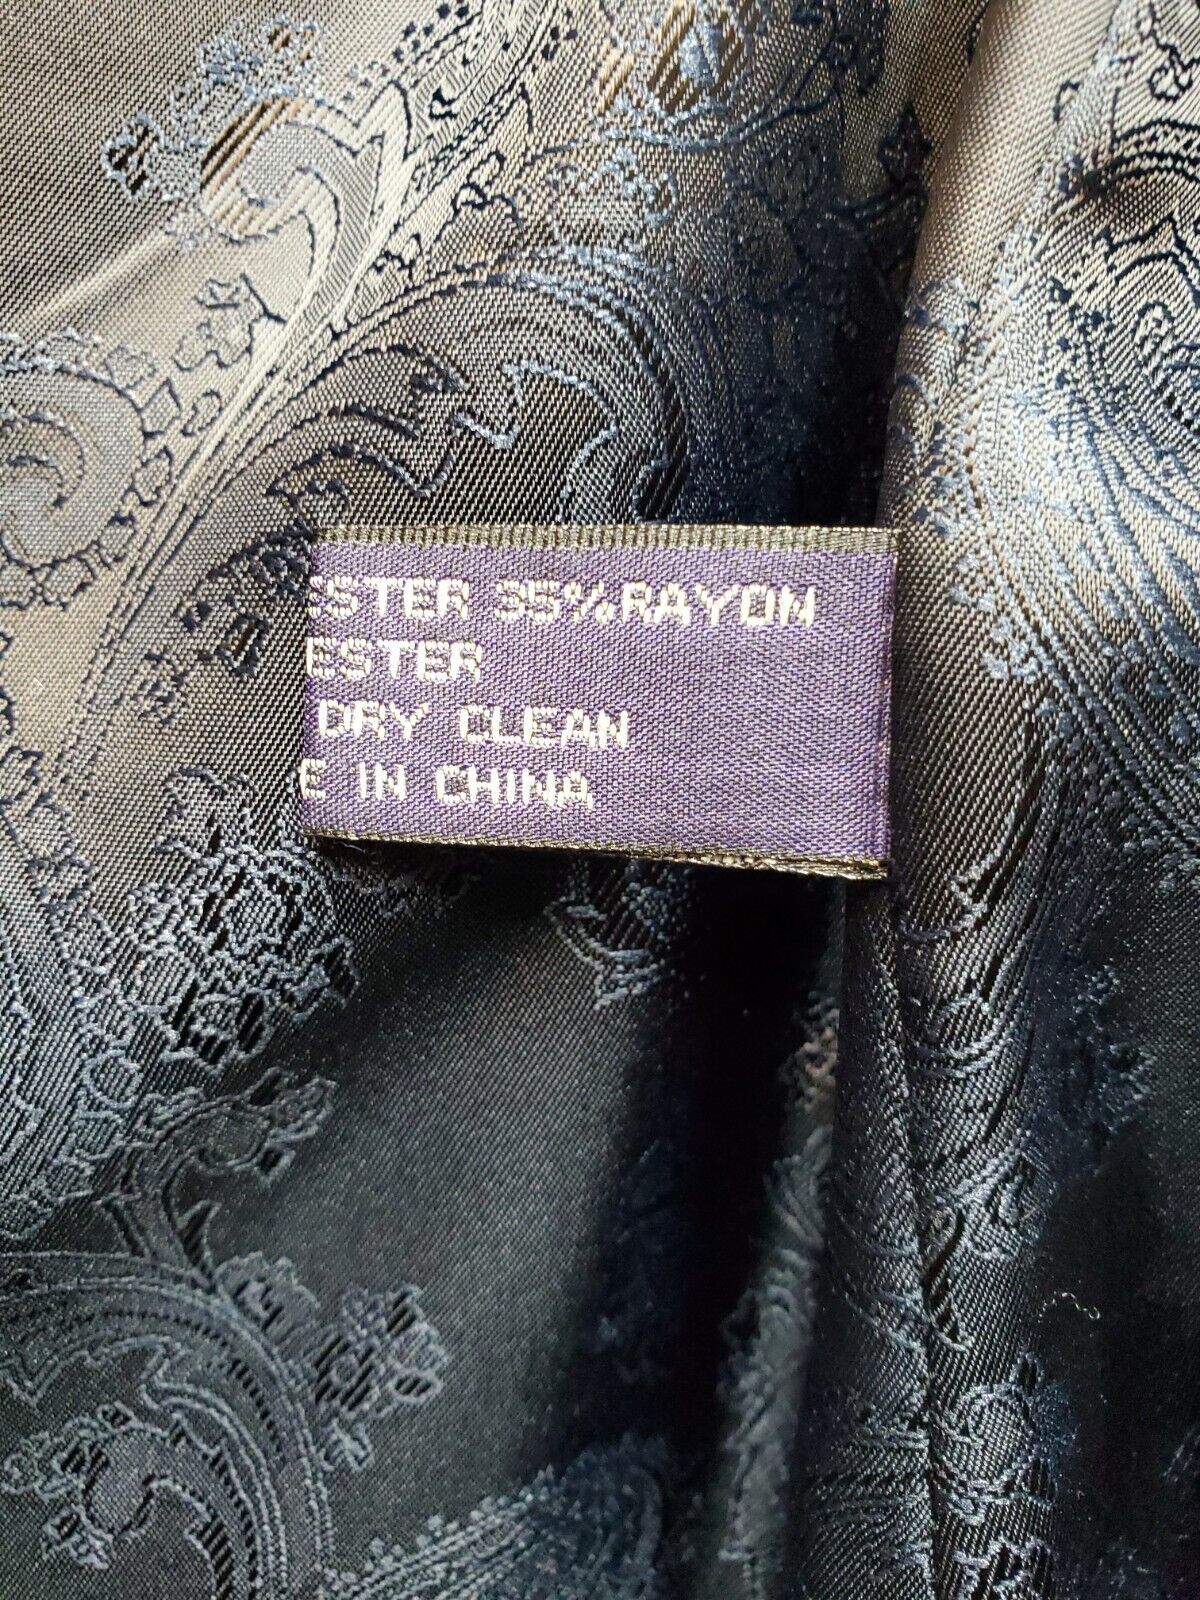 ESTER 35%RAYON
ESTER
DRY CLEAN
E IN CHINA